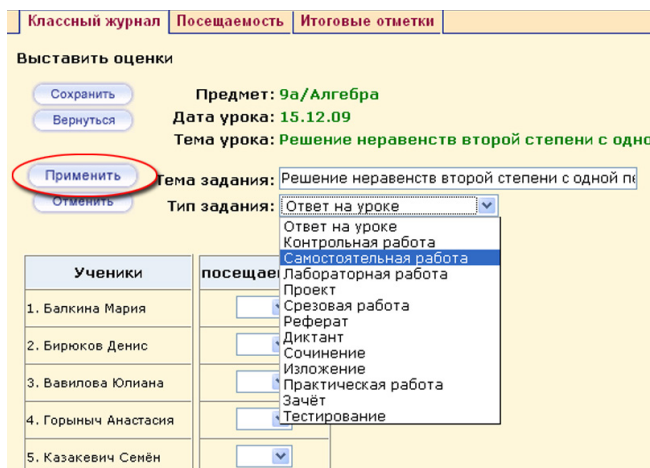 Классный журнал Посещаемость Итоговые отметки
Выставить оценки
Сохранить
Вернуться
Предмет: 9а/Алгебра
Дата урока: 15.12.09
Тема урока: Решение неравенств второй степени с одно
Применить
Отменить
Тема задания: Решение неравенств второй степени с одной пе
Тип задания: Ответ на уроке
Ответ на уроке
Контрольная работа
Самостоятельная работа
Лабораторная работа
Проект
Срезовая работа
Реферат
Диктант
Сочинение
Изложение
Практическая работа
Зачёт
Тестирование
Ученики посещае
1. Балкина Мария
2. Бирюков Денис
3. Вавилова Юлиана
4. Горыныч Анастасия
5. Казакевич Семён